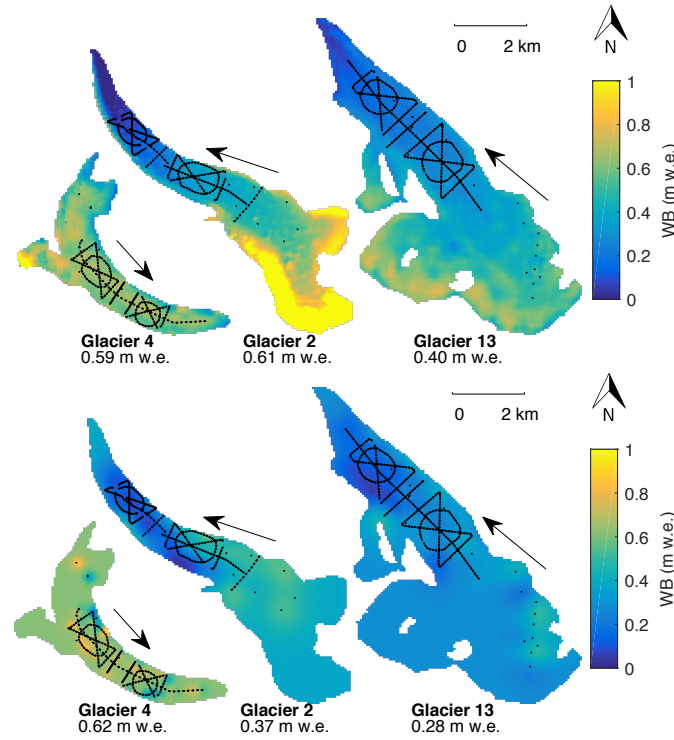 0 2 km
N
1
0.8
0.6
0.4
0.2
0
WB (m w.e.)
Glacier 4
0.59 m w.e.
Glacier 2
0.61 m w.e.
Glacier 13
0.40 m w.e.
0 2 km
N
1
0.8
0.6
0.4
0.2
0
WB (m w.e.)
Glacier 4
0.62 m w.e.
Glacier 2
0.37 m w.e.
Glacier 13
0.28 m w.e.